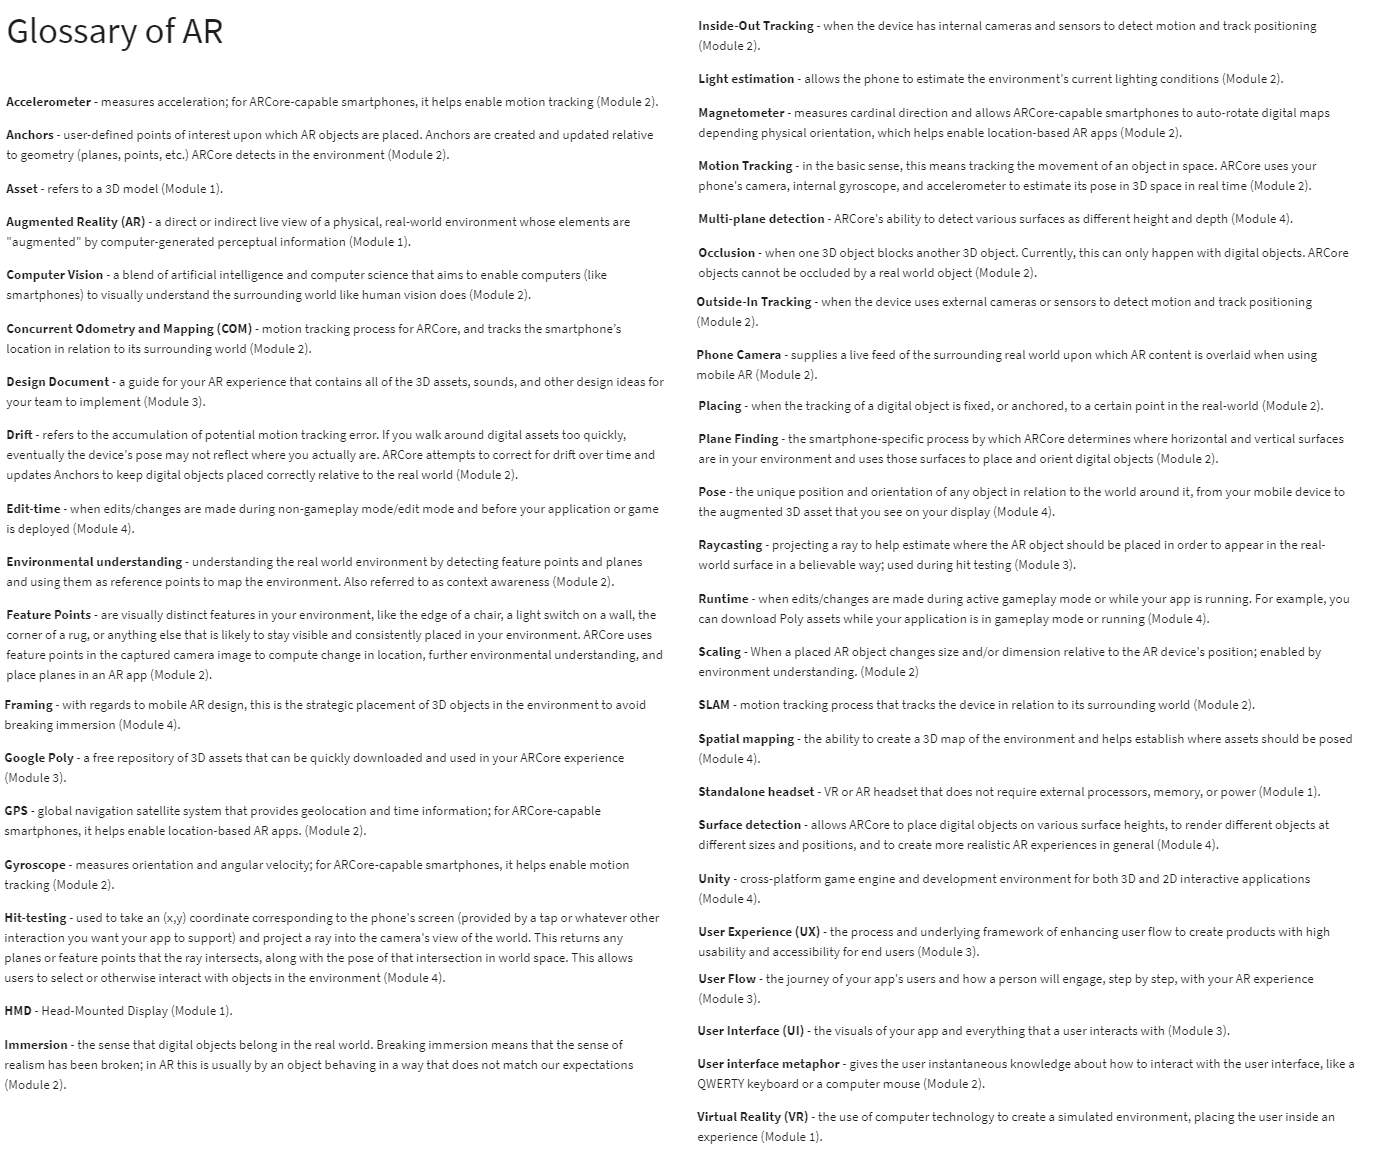 Glossary of AR
Accelerometer - measures acceleration; for ARCore-capable smartphones, it helps enable motion tracking (Module 2).
Anchors - user-defined points of interest upon which AR objects are placed. Anchors are created and updated relative
to geometry (planes, points, etc.) ARCore detects in the environment (Module 2).
Asset - refers to a 3D model (Module 1).
Augmented Reality (AR) - a direct or indirect live view of a physical, real-world environment whose elements are
"augmented" by computer-generated perceptual information (Module 1).
Computer Vision - a blend of artificial intelligence and computer science that aims to enable computers (like
smartphones) to visually understand the surrounding world like human vision does (Module 2).
Concurrent Odometry and Mapping (COM) - motion tracking process for ARCore, and tracks the smartphone's
location in relation to its surrounding world (Module 2).
Design Document - a guide for your AR experience that contains all of the 3D assets, sounds, and other design ideas for
your team to implement (Module 3).
Drift - refers to the accumulation of potential motion tracking error. If you walk around digital assets too quickly,
eventually the device's pose may not reflect where you actually are. ARCore attempts to correct for drift over time and
updates Anchors to keep digital objects placed correctly relative to the real world (Module 2).
Edit-time - when edits/changes are made during non-gameplay mode/edit mode and before your application or game
is deployed (Module 4).
Environmental understanding - understanding the real world environment by detecting feature points and planes
and using them as reference points to map the environment. Also referred to as context awareness (Module 2).
Feature Points - are visually distinct features in your environment, like the edge of a chair, a light switch on a wall, the
corner of a rug, or anything else that is likely to stay visible and consistently placed in your environment. ARCore uses
feature points in the captured camera image to compute change in location, further environmental understanding, and
place planes in an AR app (Module 2).
Framing - with regards to mobile AR design, this is the strategic placement of 3D objects in the environment to avoid
breaking immersion (Module 4).
Google Poly - a free repository of 3D assets that can be quickly downloaded and used in your ARCore experience
(Module 3).
GPS - global navigation satellite system that provides geolocation and time information; for ARCore-capable
smartphones, it helps enable location-based AR apps. (Module 2).
Gyroscope - measures orientation and angular velocity; for ARCore-capable smartphones, it helps enable motion
tracking (Module 2).
Hit-testing - used to take an (x,y) coordinate corresponding to the phone's screen (provided by a tap or whatever other
interaction you want your app to support) and project a ray into the camera's view of the world. This returns any
planes or feature points that the ray intersects, along with the pose of that intersection in world space. This allows
users to select or otherwise interact with objects in the environment (Module 4).
HMD - Head-Mounted Display (Module 1).
Immersion - the sense that digital objects belong in the real world. Breaking immersion means that the sense of
realism has been broken; in AR this is usually by an object behaving in a way that does not match our expectations
(Module 2).
Inside-Out Tracking - when the device has internal cameras and sensors to detect motion and track positioning
(Module 2).
Light estimation - allows the phone to estimate the environment's current lighting conditions (Module 2).
Magnetometer - measures cardinal direction and allows ARCore-capable smartphones to auto-rotate digital maps
depending physical orientation, which helps enable location-based AR apps (Module 2).
Motion Tracking - in the basic sense, this means tracking the movement of an object in space. ARCore uses your
phone's camera, internal gyroscope, and accelerometer to estimate its pose in 3D space in real time (Module 2).
Multi-plane detection - ARCore's ability to detect various surfaces as different height and depth (Module 4).
Occlusion - when one 3D object blocks another 3D object. Currently, this can only happen with digital objects. ARCore
objects cannot be occluded by a real world object (Module 2).
Outside-In Tracking - when the device uses external cameras or sensors to detect motion and track positioning
(Module 2).
Phone Camera - supplies a live feed of the surrounding real world upon which AR content is overlaid when using
mobile AR (Module 2).
Placing - when the tracking of a digital object is fixed, or anchored, to a certain point in the real-world (Module 2).
Plane Finding - the smartphone-specific process by which ARCore determines where horizontal and vertical surfaces
are in your environment and uses those surfaces to place and orient digital objects (Module 2).
Pose - the unique position and orientation of any object in relation to the world around it, from your mobile device to
the augmented 3D asset that you see on your display (Module 4).
Raycasting - projecting a ray to help estimate where the AR object should be placed in order to appear in the real-
world surface in a believable way; used during hit testing (Module 3).
Runtime - when edits/changes are made during active gameplay mode or while your app is running. For example, you
can download Poly assets while your application is in gameplay mode or running (Module 4).
Scaling - When a placed AR object changes size and/or dimension relative to the AR device's position; enabled by
environment understanding. (Module 2)
SLAM - motion tracking process that tracks the device in relation to its surrounding world (Module 2).
Spatial mapping - the ability to create a 3D map of the environment and helps establish where assets should be posed
(Module 4).
Standalone headset - VR or AR headset that does not require external processors, memory, or power (Module 1).
Surface detection - allows ARCore to place digital objects on various surface heights, to render different objects at
different sizes and positions, and to create more realistic AR experiences in general (Module 4).
Unity - cross-platform game engine and development environment for both 3D and 2D interactive applications
(Module 4).
User Experience (UX) - the process and underlying framework of enhancing user flow to create products with high
usability and accessibility for end users (Module 3).
User Flow - the journey of your app's users and how a person will engage, step by step, with your AR experience
(Module 3).
User Interface (UI) - the visuals of your app and everything that a user interacts with (Module 3).
User interface metaphor - gives the user instantaneous knowledge about how to interact with the user interface, like a
QWERTY keyboard or a computer mouse (Module 2).
Virtual Reality (VR) - the use of computer technology to create a simulated environment, placing the user inside an
experience (Module 1).